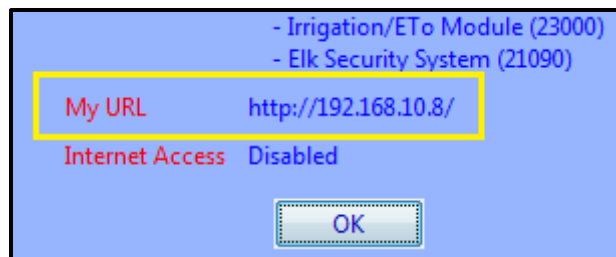 - Irrigation/ETo Module (23000)
- Elk Security System (21090)
My URL http://192.168.10.8/
Internet Access Disabled
OK